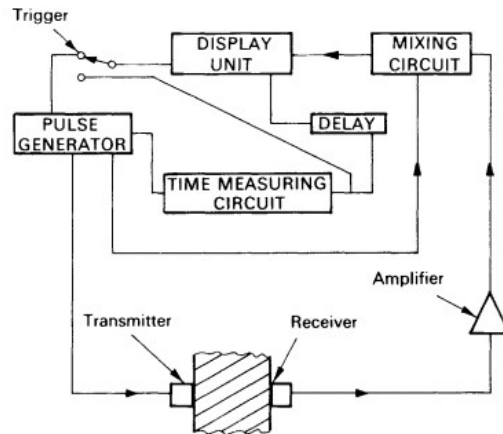 Trigger
DISPLAY
UNIT
MIXING
CIRCUIT
PULSE
GENERATOR
DELAY
TIME MEASURING
CIRCUIT
Amplifier
Transmitter
Receiver